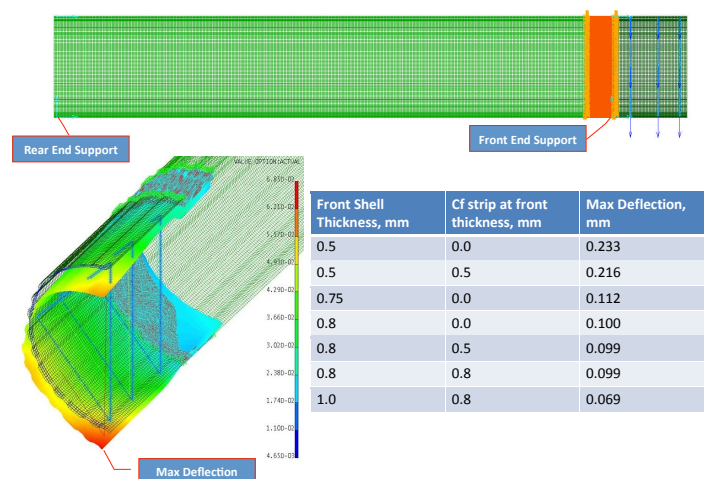 Rear End Support
Front End Support
VALUE OPTION:ACTUAL
6.85D-02
6.21D-02
5.57D-02
4.93D-02
4.29D-02
3.66D-02
3.02D-02
2.38D-02
1.74D-02
1.10D-02
4.65D-03
Max Deflection
Front Shell Thickness, mm | Cf strip at front thickness, mm | Max Deflection, mm
0.5 | 0.0 | 0.233
0.5 | 0.5 | 0.216
0.75 | 0.0 | 0.112
0.8 | 0.0 | 0.100
0.8 | 0.5 | 0.099
0.8 | 0.8 | 0.099
1.0 | 0.8 | 0.069